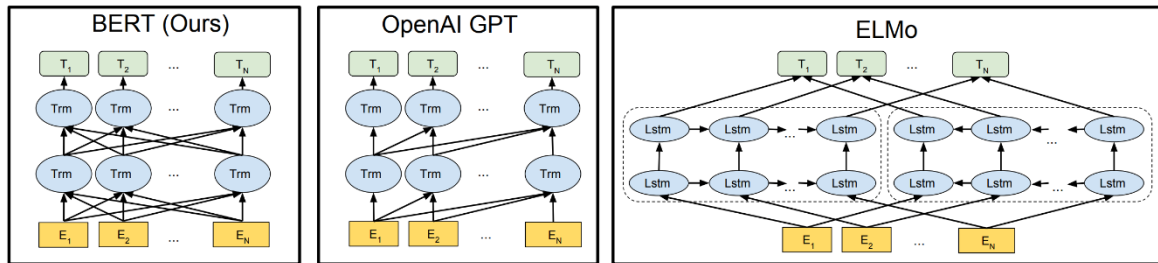 BERT (Ours)
T1 T2 ... TN
Trm Trm ... Trm
Trm Trm ... Trm
E1 E2 ... EN
OpenAI GPT
T1 T2 ... TN
Trm Trm ... Trm
Trm Trm ... Trm
E1 E2 ... EN
ELMo
T1 T2 ... TN
Lstm Lstm ... Lstm Lstm Lstm ... Lstm
Lstm Lstm ... Lstm Lstm Lstm ... Lstm
E1 E2 ... EN